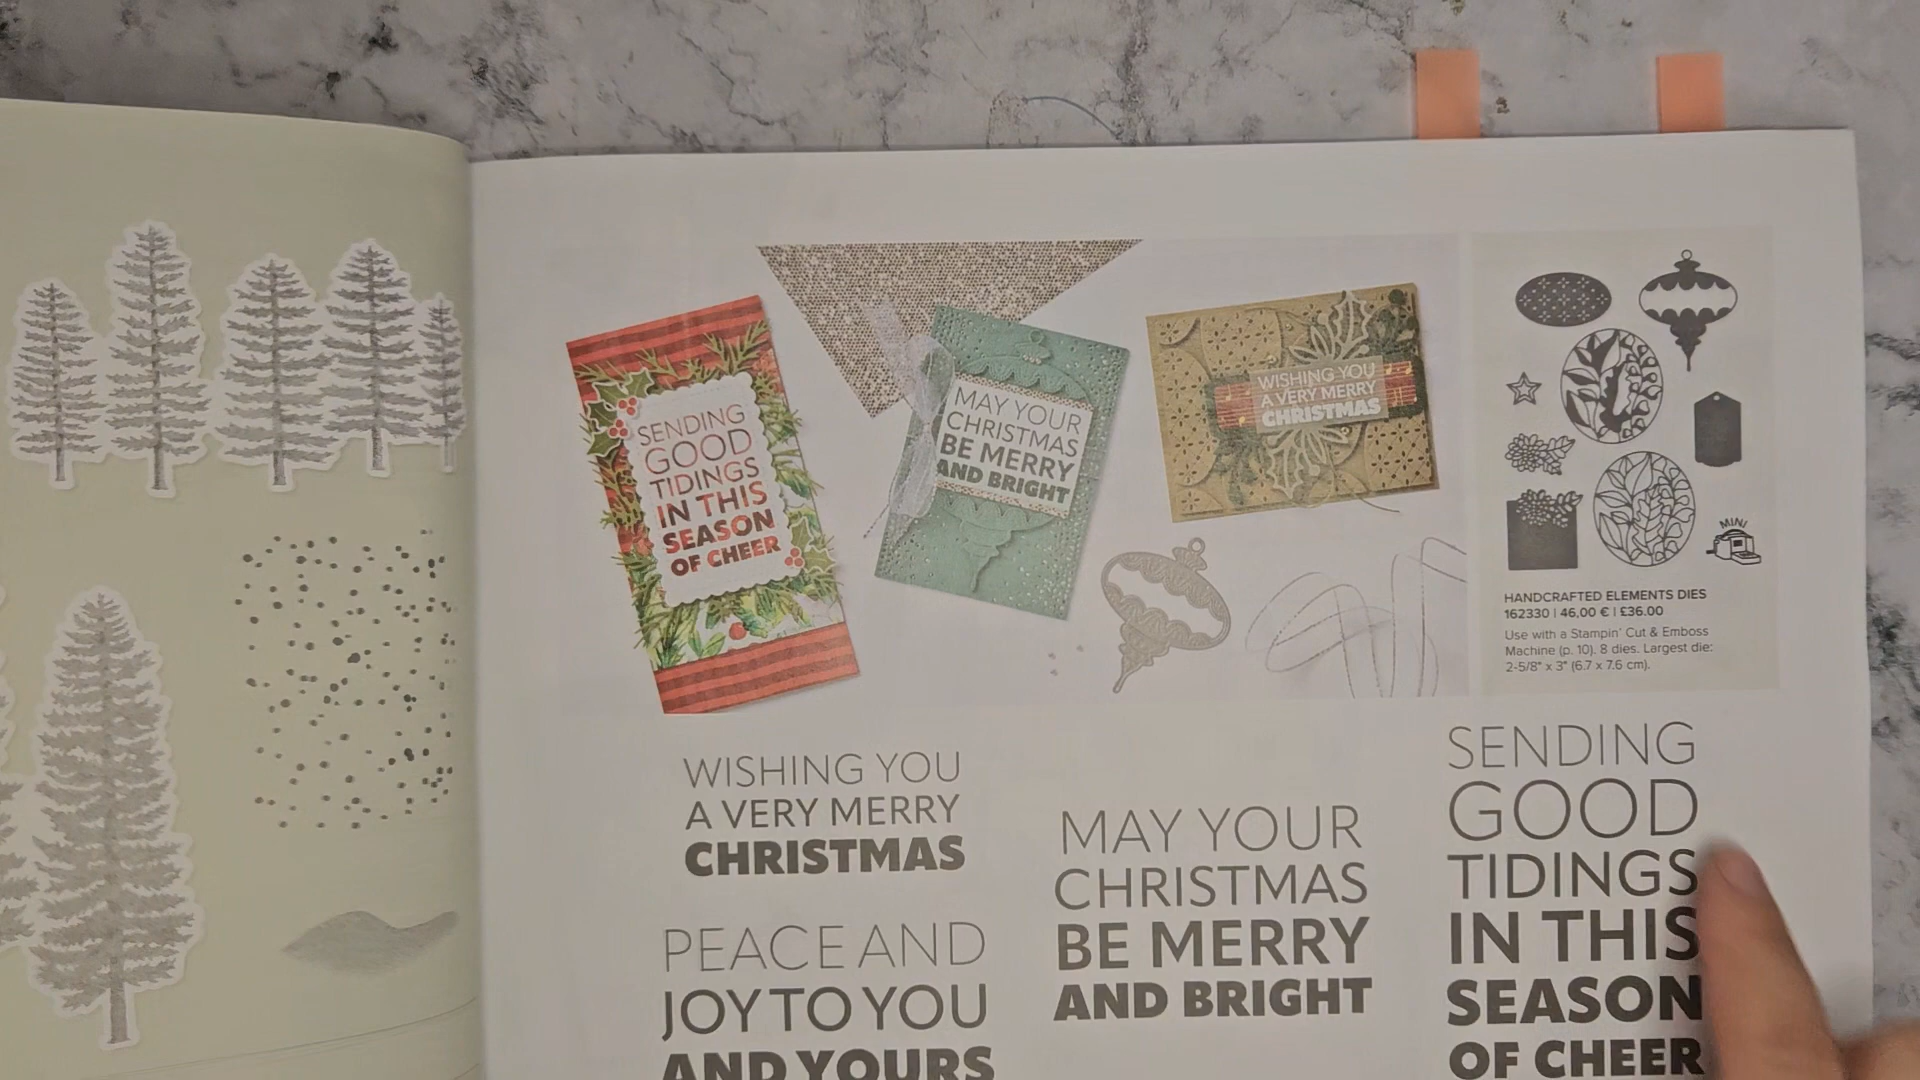 SENDING
GOOD
TIDINGS
IN THIS
SEASON
OF CHEER
MAY YOUR
CHRISTMAS
BE MERRY
AND BRIGHT
WISHING YOU
A VERY MERRY
CHRISTMAS
MINI
HANDCRAFTED ELEMENTS DIES
162330 | 46,00 € | £36.00
Use with a Stampin' Cut & Emboss
Machine (p. 10). 8 dies. Largest die:
2-5/8" x 3" (6.7 x 7.6 cm).
WISHING YOU
A VERY MERRY
CHRISTMAS
PEACE AND
JOY TO YOU
AND YOURS
MAY YOUR
CHRISTMAS
BE MERRY
AND BRIGHT
SENDING
GOOD
TIDINGS
IN THIS
SEASON
OF CHEER